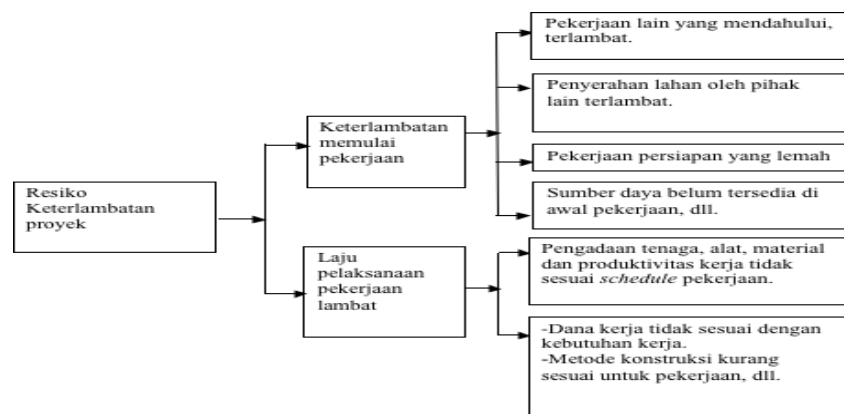 Resiko
Keterlambatan
proyek
Keterlambatan
memulai
pekerjaan
Pekerjaan lain yang mendahului,
terlambat.
Penyerahan lahan oleh pihak
lain terlambat.
Pekerjaan persiapan yang lemah
Sumber daya belum tersedia di
awal pekerjaan, dll.
Laju
pelaksanaan
pekerjaan
lambat
Pengadaan tenaga, alat, material
dan produktivitas kerja tidak
sesuai schedule pekerjaan.
-Dana kerja tidak sesuai dengan
kebutuhan kerja.
-Metode konstruksi kurang
sesuai untuk pekerjaan, dll.